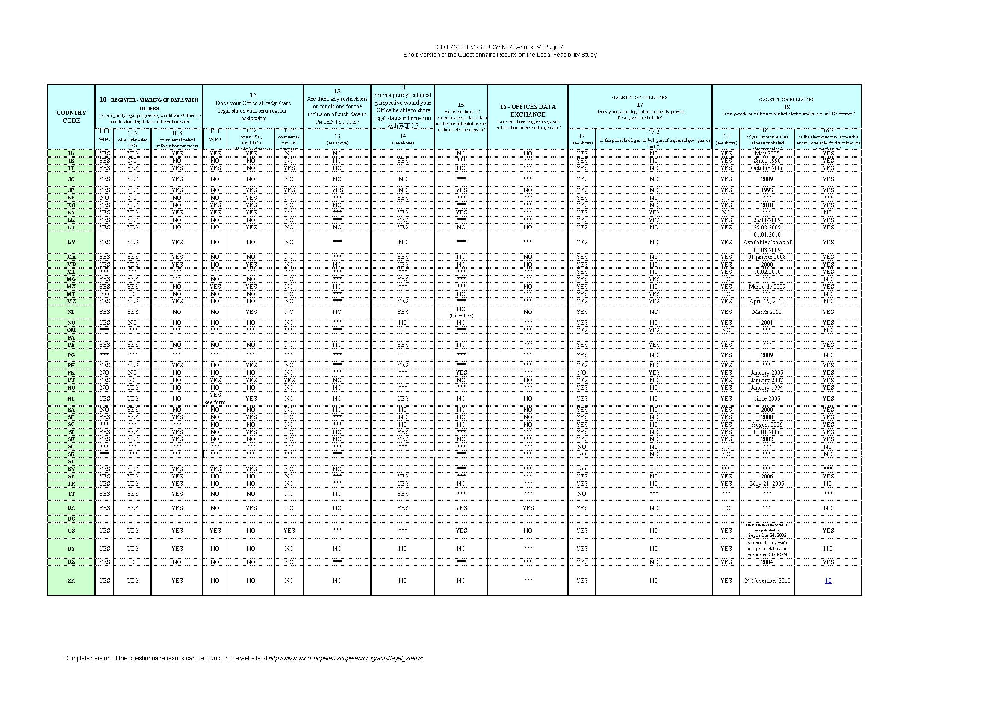 CDIP/4/3 REV./STUDY/INF/3 Annex IV, Page 7
Short Version of the Questionnaire Results on the Legal Feasibility Study
COUNTRY CODE
10 - REGISTER - SHARING OF DATA WITH OTHERS
from a purely legal perspective, would your Office be able to share legal status information with:
12
Does your Office already share legal status data on a regular basis with:
13
Are there any restrictions or conditions for the inclusion of such data in PATENTSCOPE?
14
From a purely technical perspective would your Office be able to share legal status information with WIPO ?
15
Are corrections of erroneous legal status data notified or indicated as such in the electronic register ?
16 - OFFICES DATA EXCHANGE
Do corrections trigger a separate notification in the exchange data ?
GAZETTE OR BULLETINS
17
Does your patent legislation explicitly provide for a gazette or bulletin?
GAZETTE OR BULLETINS
18
Is the gazette or bulletin published electronically, e.g. in PDF format ?
10.1 WIPO
10.2 other interested IPOs
10.3 commercial patent information providers
12.1 WIPO
12.2 other IPOs, e.g. EPO's, INPADOC database
12.3 commercial pat. Inf. providers
13 (see above)
14 (see above)
17 (see above)
17.2 Is the pat. related gaz. or bul. part of a general gov. gaz. or bul. ?
18 (see above)
18.1 if yes, since when has it been published electronically ?
18.2 is the electronic pub. accessible and/or available for download via the internet ?
IL YES YES YES YES YES NO NO *** NO NO YES NO YES May 2005 YES
IS YES NO NO NO NO NO NO YES *** *** YES NO YES Since 1990 YES
IT YES YES YES YES NO YES NO *** NO *** YES NO YES October 2006 YES
JO YES YES YES NO NO NO NO NO *** *** YES NO YES 2009 YES
JP YES YES YES NO YES YES YES NO YES NO YES NO YES 1993 YES
KE NO NO NO NO YES NO *** YES *** *** YES NO NO *** ***
KG YES YES NO YES YES NO NO *** *** *** YES NO YES 2010 YES
KZ YES YES YES YES YES *** *** YES YES *** YES YES NO *** NO
LK YES YES NO NO NO NO *** YES *** *** YES YES YES 26/11/2009 YES
LT YES YES NO NO YES NO NO YES NO NO YES NO YES 25.02.2005 YES
LV YES YES YES NO NO NO *** NO *** *** YES NO YES 01.01.2010 Available also as of 01.03.2009 YES
MA YES YES YES NO NO NO *** YES NO NO YES NO YES 01 janvier 2008 YES
MD YES YES YES NO YES NO NO YES NO NO YES NO YES 2000 YES
ME *** *** *** *** *** *** *** *** *** *** YES NO YES 10.02.2010 YES
MG YES YES *** NO NO NO *** YES *** *** YES YES NO *** NO
MX YES YES NO YES YES NO NO *** *** NO YES NO YES Marzo de 2009 YES
MY NO NO NO NO NO NO *** *** NO *** YES YES NO *** NO
MZ YES YES YES NO NO NO *** YES *** *** YES YES YES April 15, 2010 NO
NL YES YES NO NO YES NO NO YES NO (this will be) NO YES NO YES March 2010 YES
NO YES NO NO NO NO NO *** NO NO *** YES NO YES 2001 YES
OM *** *** *** *** *** *** *** *** *** *** YES YES NO *** NO
PA
PE YES YES NO NO NO NO NO YES NO *** YES YES YES *** YES
PG *** *** *** *** *** *** *** *** *** *** YES NO YES 2009 NO
PH YES YES YES NO YES NO *** YES *** *** YES NO YES *** YES
PK NO NO NO NO NO NO *** *** YES *** NO YES YES January 2005 YES
PT YES NO NO YES YES YES NO *** NO NO YES NO YES January 2007 YES
RO NO YES NO NO NO NO NO *** *** *** YES NO YES January 1994 YES
RU YES YES NO YES see form YES NO NO YES NO NO YES NO YES since 2005 YES
SA NO YES NO NO NO NO NO NO NO NO YES NO YES 2000 YES
SE YES YES YES NO YES NO *** NO NO NO YES NO YES 2000 YES
SG *** *** *** NO NO NO *** NO NO NO YES NO YES August 2006 YES
SI YES YES YES NO YES NO NO YES *** *** YES NO YES 01.01.2006 YES
SK YES YES YES NO NO NO NO YES NO *** YES NO YES 2002 YES
SL *** *** *** *** *** *** *** *** *** *** NO NO NO *** NO
SR *** *** *** *** *** *** *** *** *** *** NO NO NO *** NO
ST
SV YES YES YES YES YES NO NO *** *** *** NO *** *** *** ***
SY YES YES YES NO NO NO *** YES *** *** YES NO YES 2006 YES
TR YES YES YES NO NO NO *** YES NO *** YES NO YES May 21, 2005 NO
TT YES YES YES NO NO NO NO YES *** *** NO *** *** *** ***
UA YES YES YES NO YES NO NO YES YES YES YES NO NO *** NO
UG
US YES YES YES YES NO YES *** *** YES NO YES NO YES The last issue of the paper OG was published on September 24, 2002 YES
UY YES YES YES NO NO NO NO NO NO *** YES NO YES Además de la versión en papel se elabora una versión en CD-ROM NO
UZ YES NO NO NO NO NO *** *** *** *** YES NO YES 2004 YES
ZA YES YES YES NO NO NO NO NO NO *** YES NO YES 24 November 2010 18
Complete version of the questionnaire results can be found on the website at http://www.wipo.int/patentscope/en/programs/legal_status/